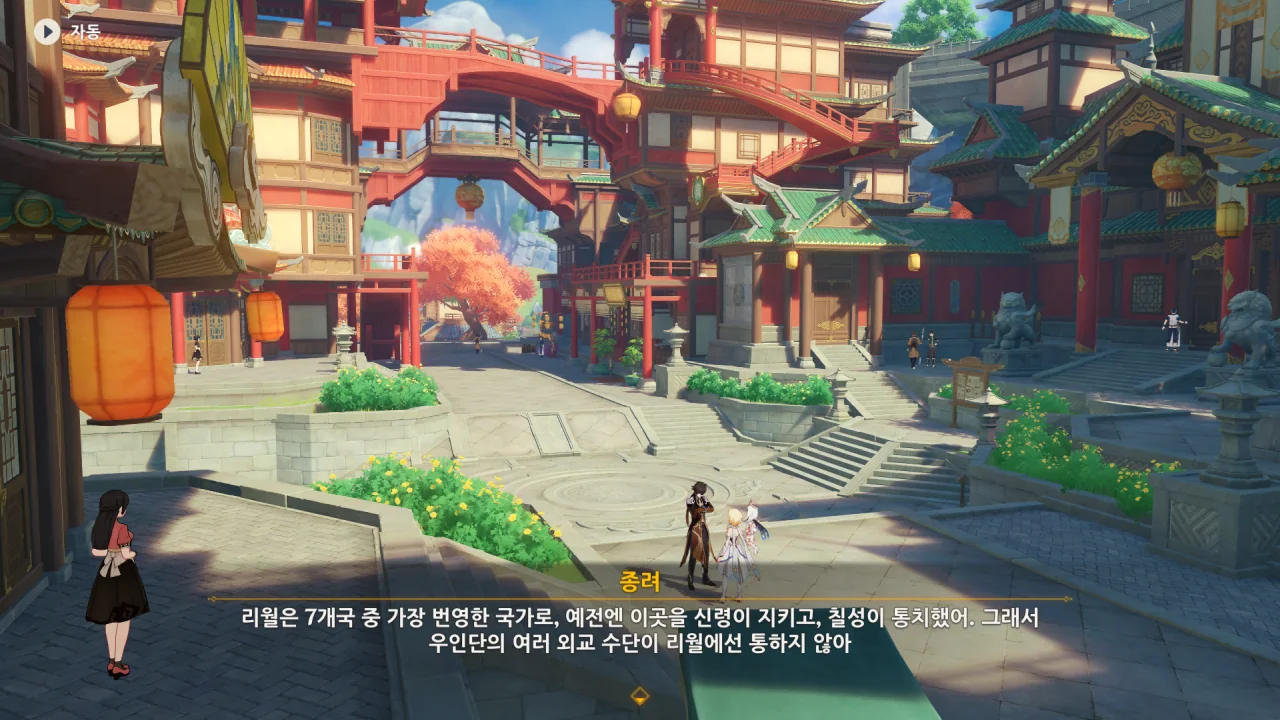 자동
종려
리월은 7개국 중 가장 번영한 국가로, 예전엔 이곳을 신령이 지키고, 칠성이 통치했어. 그래서
우인단의 여러 외교 수단이 리월에선 통하지 않아